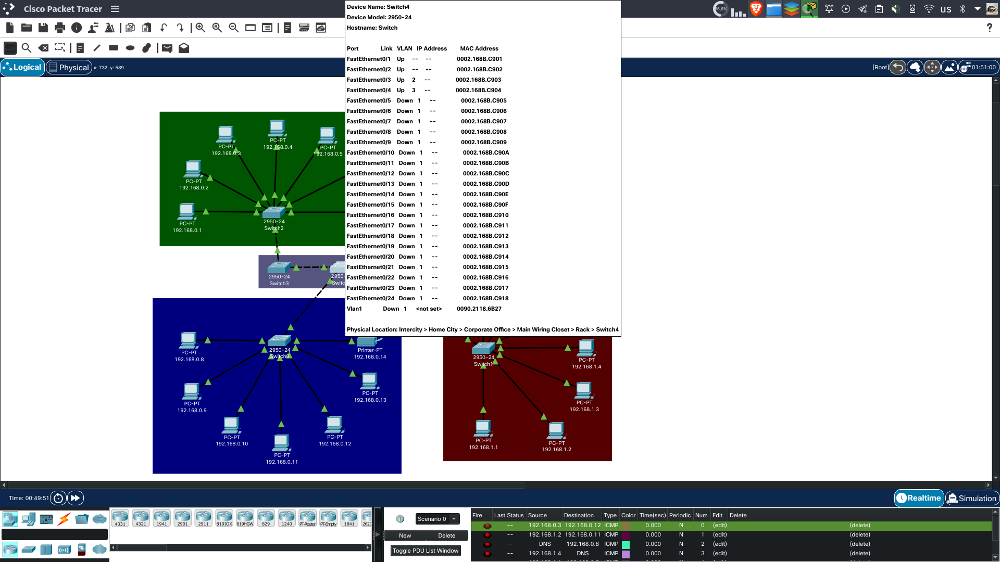 Cisco Packet Tracer
66,6%
us
Logical
Physical
x: 732, y: 589
[Root]
01:51:00
Device Name: Switch4
Device Model: 2950-24
Hostname: Switch
Port Link VLAN IP Address MAC Address
FastEthernet0/1 Up -- -- 0002.168B.C901
FastEthernet0/2 Up -- -- 0002.168B.C902
FastEthernet0/3 Up 2 -- 0002.168B.C903
FastEthernet0/4 Up 3 -- 0002.168B.C904
FastEthernet0/5 Down 1 -- 0002.168B.C905
FastEthernet0/6 Down 1 -- 0002.168B.C906
FastEthernet0/7 Down 1 -- 0002.168B.C907
FastEthernet0/8 Down 1 -- 0002.168B.C908
FastEthernet0/9 Down 1 -- 0002.168B.C909
FastEthernet0/10 Down 1 -- 0002.168B.C90A
FastEthernet0/11 Down 1 -- 0002.168B.C90B
FastEthernet0/12 Down 1 -- 0002.168B.C90C
FastEthernet0/13 Down 1 -- 0002.168B.C90D
FastEthernet0/14 Down 1 -- 0002.168B.C90E
FastEthernet0/15 Down 1 -- 0002.168B.C90F
FastEthernet0/16 Down 1 -- 0002.168B.C910
FastEthernet0/17 Down 1 -- 0002.168B.C911
FastEthernet0/18 Down 1 -- 0002.168B.C912
FastEthernet0/19 Down 1 -- 0002.168B.C913
FastEthernet0/20 Down 1 -- 0002.168B.C914
FastEthernet0/21 Down 1 -- 0002.168B.C915
FastEthernet0/22 Down 1 -- 0002.168B.C916
FastEthernet0/23 Down 1 -- 0002.168B.C917
FastEthernet0/24 Down 1 -- 0002.168B.C918
Vlan1 Down 1 <not set> 0090.2118.6B27
Physical Location: Intercity > Home City > Corporate Office > Main Wiring Closet > Rack > Switch4
PC-PT
192.168.0.3
PC-PT
192.168.0.4
PC-PT
192.168.0.5
PC-PT
192.168.0.2
PC-PT
192.168.0.1
2950-24
Switch2
2950-24
Switch3
2950-
Switc
2950-24
Switch0
Printer-PT
192.168.0.14
PC-PT
192.168.0.8
PC-PT
192.168.0.9
PC-PT
192.168.0.10
PC-PT
192.168.0.11
PC-PT
192.168.0.12
PC-PT
192.168.0.13
2950-24
Switch1
PC-PT
192.168.1.4
PC-PT
192.168.1.3
PC-PT
192.168.1.1
PC-PT
192.168.1.2
Time: 00:49:51
Realtime
Simulation
4331 4321 1941 2901 2911 819IOX 819HGW 829 1240 PT-Router PT-Empty 1841 2620
Scenario 0
New
Delete
Toggle PDU List Window
Fire Last Status Source Destination Type Color Time(sec) Periodic Num Edit Delete
-- 192.168.0.3 192.168.0.12 ICMP 0.000 N 0 (edit) (delete)
-- 192.168.1.2 192.168.0.11 ICMP 0.000 N 1 (edit) (delete)
-- DNS 192.168.0.8 ICMP 0.000 N 2 (edit) (delete)
-- 192.168.1.4 DNS ICMP 0.000 N 3 (edit) (delete)